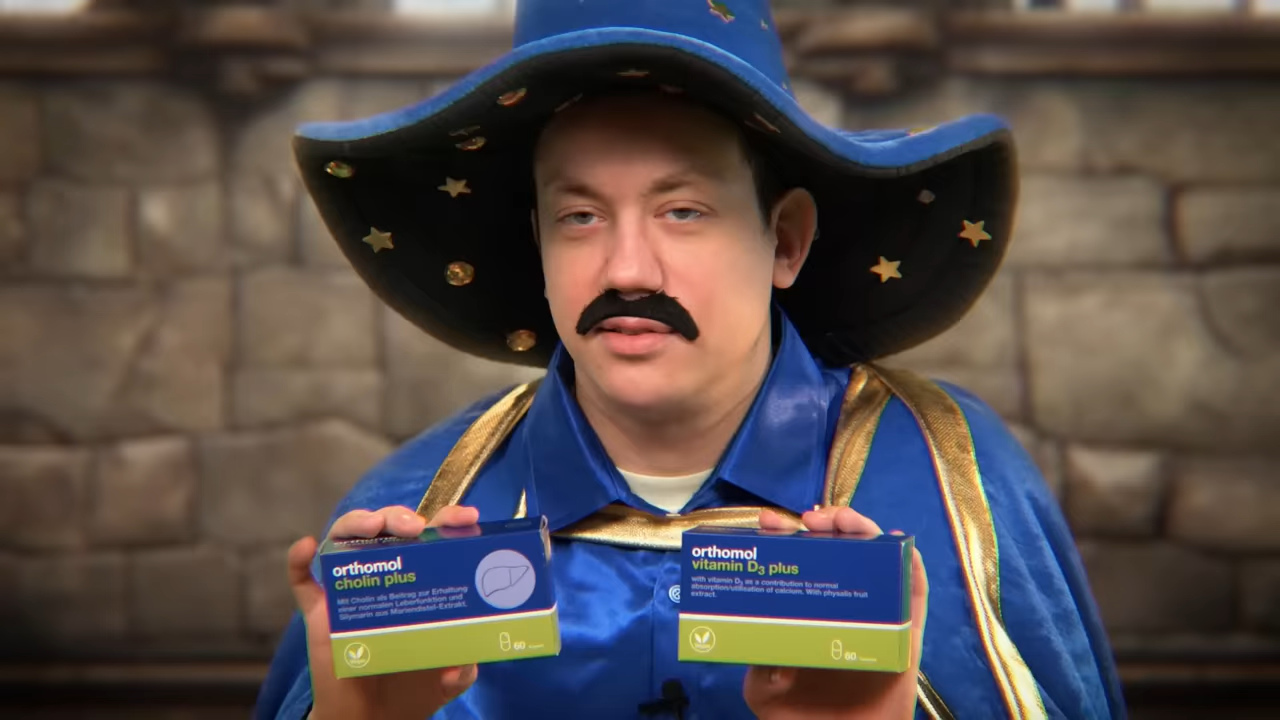 orthomol
cholin plus
Mit Cholin als Beitrag zur Erhaltung
einer normalen Leberfunktion und
Silymarin aus Mariendistel-Extrakt.
60
orthomol
vitamin D₃ plus
with vitamin D₃ as a contribution to normal
absorption/utilisation of calcium. With physalis fruit
extract.
60